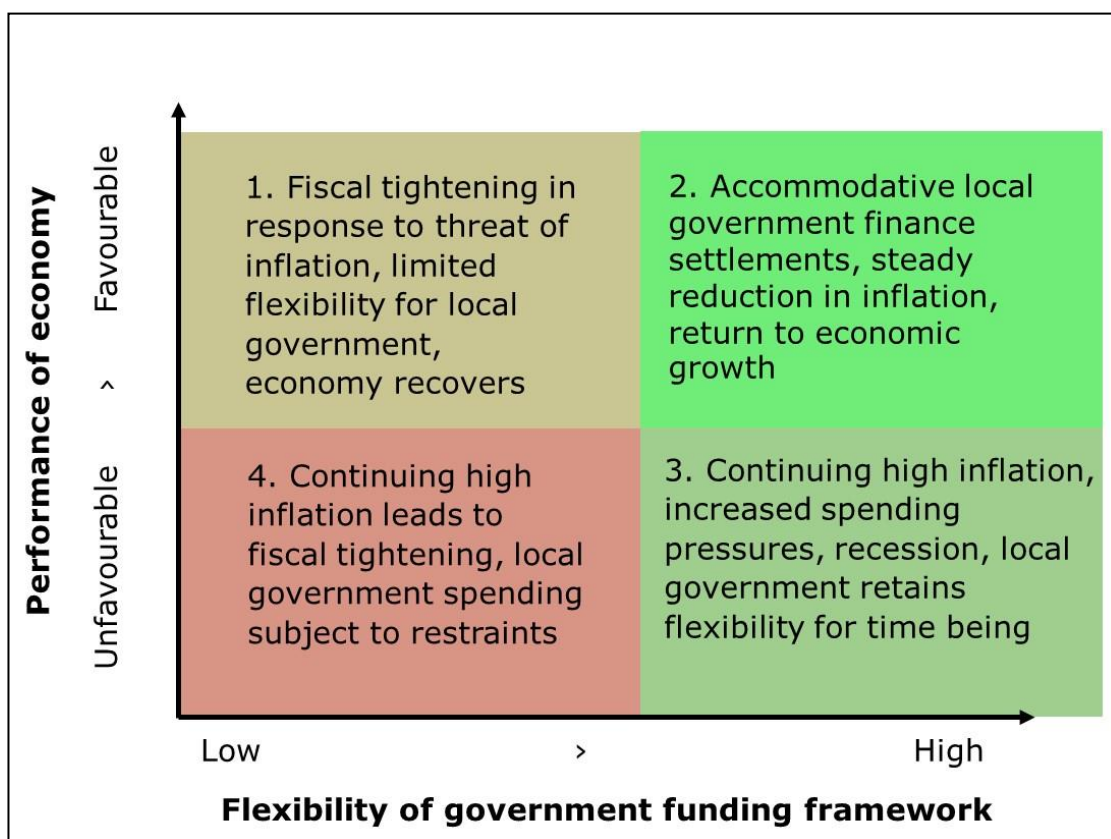 Performance of economy
Unfavourable > Favourable
1. Fiscal tightening in
response to threat of
inflation, limited
flexibility for local
government,
economy recovers
2. Accommodative local
government finance
settlements, steady
reduction in inflation,
return to economic
growth
4. Continuing high
inflation leads to
fiscal tightening, local
government spending
subject to restraints
3. Continuing high inflation,
increased spending
pressures, recession, local
government retains
flexibility for time being
Low > High
Flexibility of government funding framework